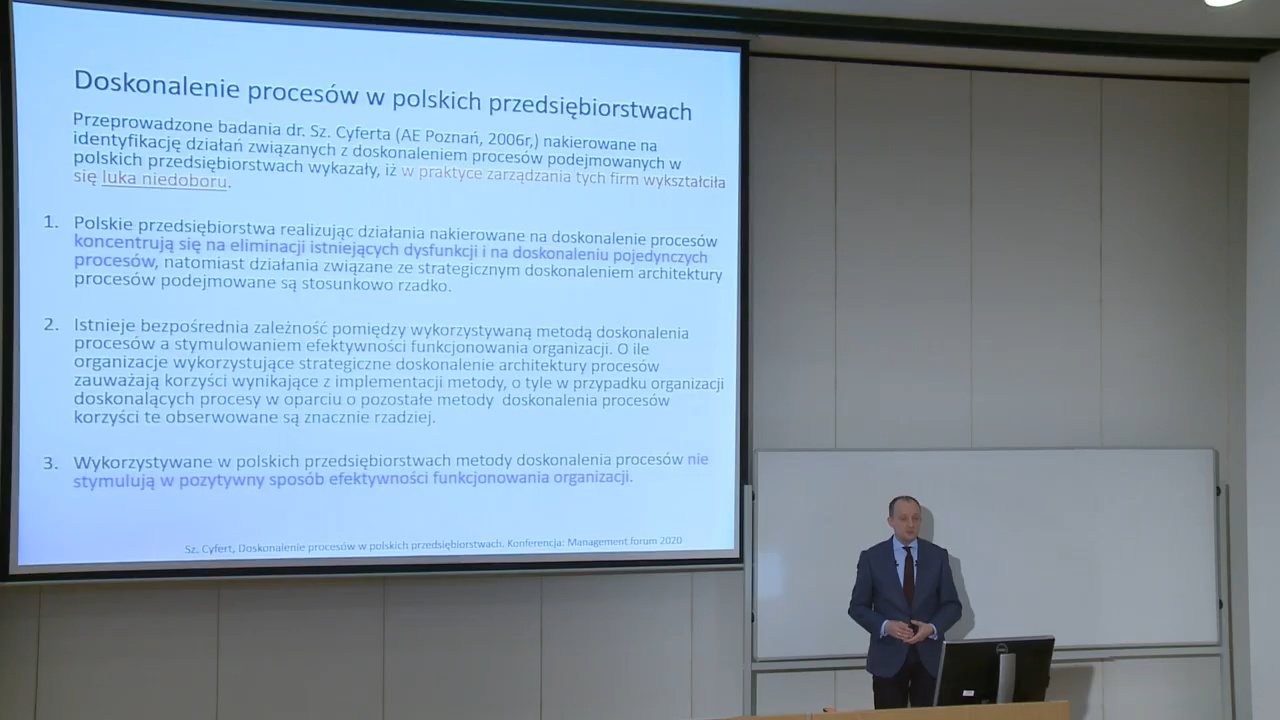 Doskonalenie procesów w polskich przedsiębiorstwach
Przeprowadzone badania dr. Sz. Cyferta (AE Poznań, 2006r,) nakierowane na
identyfikację działań związanych z doskonaleniem procesów podejmowanych w
polskich przedsiębiorstwach wykazały, iż w praktyce zarządzania tych firm wykształciła
się luka niedoboru.
1. Polskie przedsiębiorstwa realizując działania nakierowane na doskonalenie procesów
koncentrują się na eliminacji istniejących dysfunkcji i na doskonaleniu pojedynczych
procesów, natomiast działania związane ze strategicznym doskonaleniem architektury
procesów podejmowane są stosunkowo rzadko.
2. Istnieje bezpośrednia zależność pomiędzy wykorzystywaną metodą doskonalenia
procesów a stymulowaniem efektywności funkcjonowania organizacji. O ile
organizacje wykorzystujące strategiczne doskonalenie architektury procesów
zauważają korzyści wynikające z implementacji metody, o tyle w przypadku organizacji
doskonalących procesy w oparciu o pozostałe metody doskonalenia procesów
korzyści te obserwowane są znacznie rzadziej.
3. Wykorzystywane w polskich przedsiębiorstwach metody doskonalenia procesów nie
stymulują w pozytywny sposób efektywności funkcjonowania organizacji.
Sz. Cyfert, Doskonalenie procesów w polskich przedsiębiorstwach. Konferencja: Management forum 2020
DELL